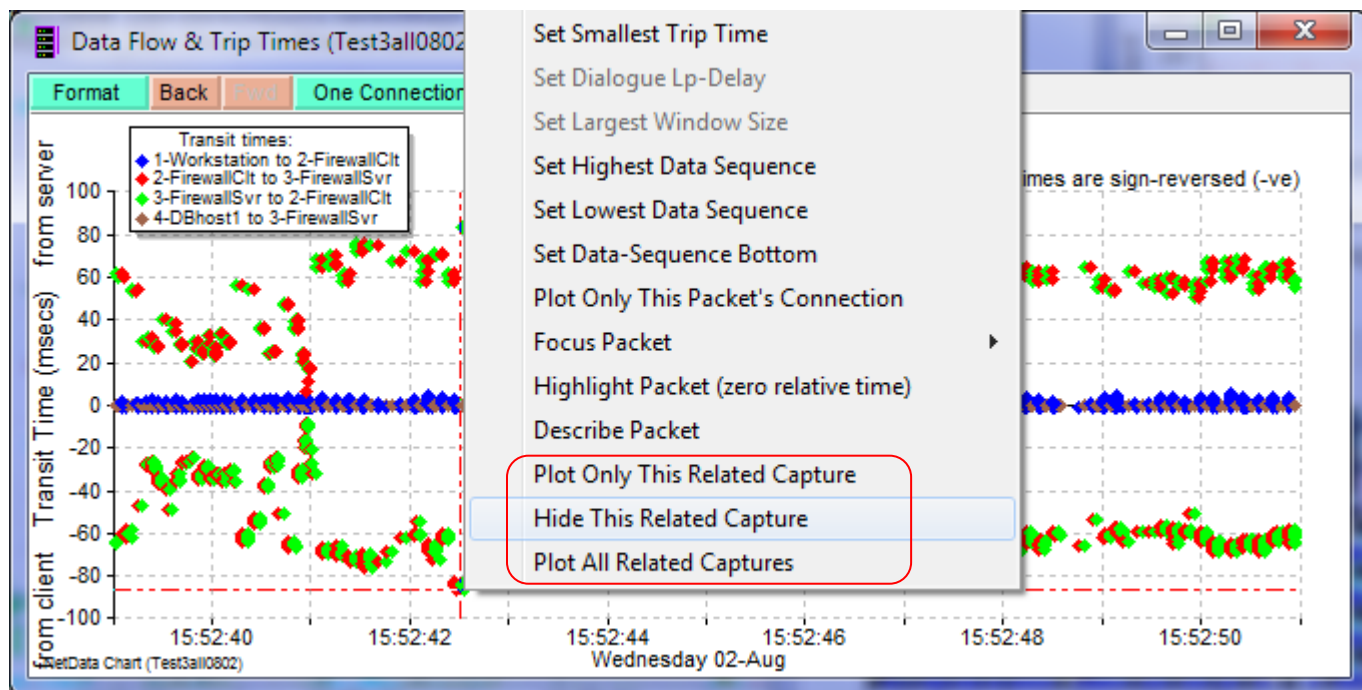 Data Flow & Trip Times (Test3all0802
Format Back Fwd One Connection
Set Smallest Trip Time
Set Dialogue Lp-Delay
Set Largest Window Size
Set Highest Data Sequence
Set Lowest Data Sequence
Set Data-Sequence Bottom
Plot Only This Packet's Connection
Focus Packet
Highlight Packet (zero relative time)
Describe Packet
Plot Only This Related Capture
Hide This Related Capture
Plot All Related Captures
Transit times:
1-Workstation to 2-FirewallClt
2-FirewallClt to 3-FirewallSvr
3-FirewallSvr to 2-FirewallClt
4-DBhost1 to 3-FirewallSvr
imes are sign-reversed (-ve)
from client Transit Time (msecs) from server
100
80
60
40
20
0
-20
-40
-60
-80
-100
15:52:40 15:52:42 15:52:44 15:52:46 15:52:48 15:52:50
Wednesday 02-Aug
NetData Chart (Test3all0802)